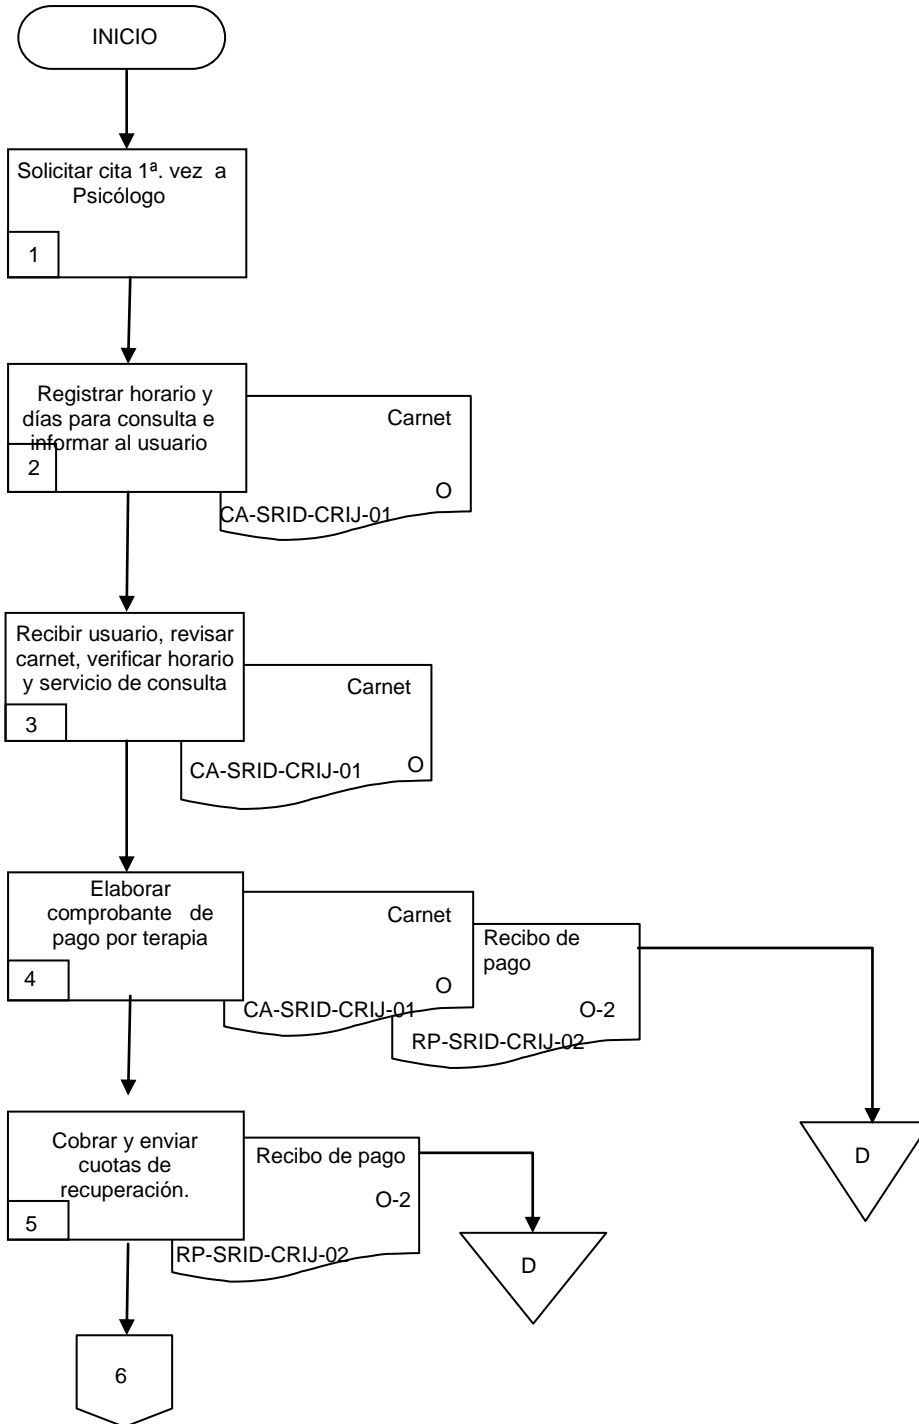 INICIO
Solicitar cita 1ª. vez a
Psicólogo
1
Registrar horario y
días para consulta e
informar al usuario
2
Carnet
O
CA-SRID-CRIJ-01
Recibir usuario, revisar
carnet, verificar horario
y servicio de consulta
3
Carnet
O
CA-SRID-CRIJ-01
Elaborar
comprobante de
pago por terapia
4
Carnet
O
CA-SRID-CRIJ-01
Recibo de
pago
O-2
RP-SRID-CRIJ-02
D
Cobrar y enviar
cuotas de
recuperación.
5
Recibo de pago
O-2
RP-SRID-CRIJ-02
D
6